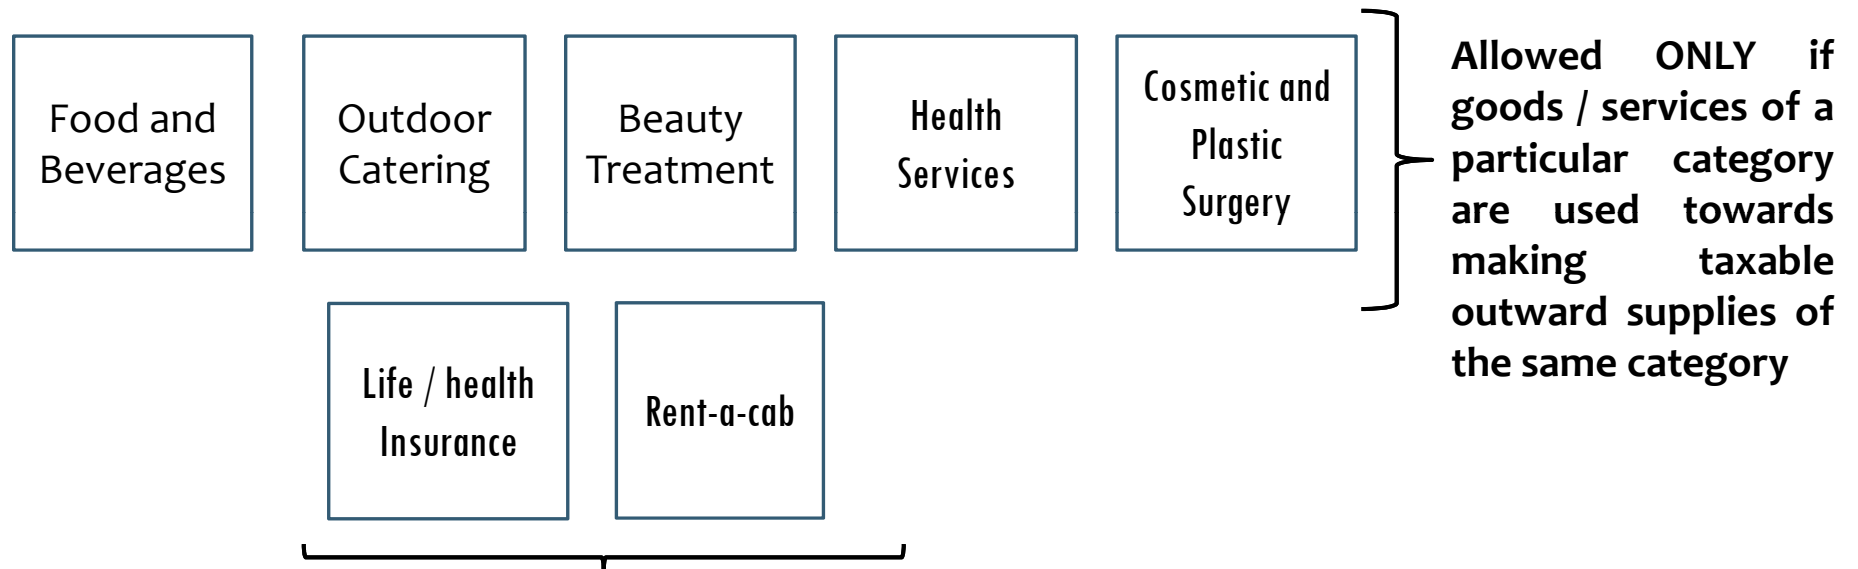 Food and
Beverages
Outdoor
Catering
Beauty
Treatment
Health
Services
Cosmetic and
Plastic
Surgery
Allowed ONLY if
goods / services of a
particular category
are used towards
making taxable
outward supplies of
the same category
Life / health
Insurance
Rent-a-cab